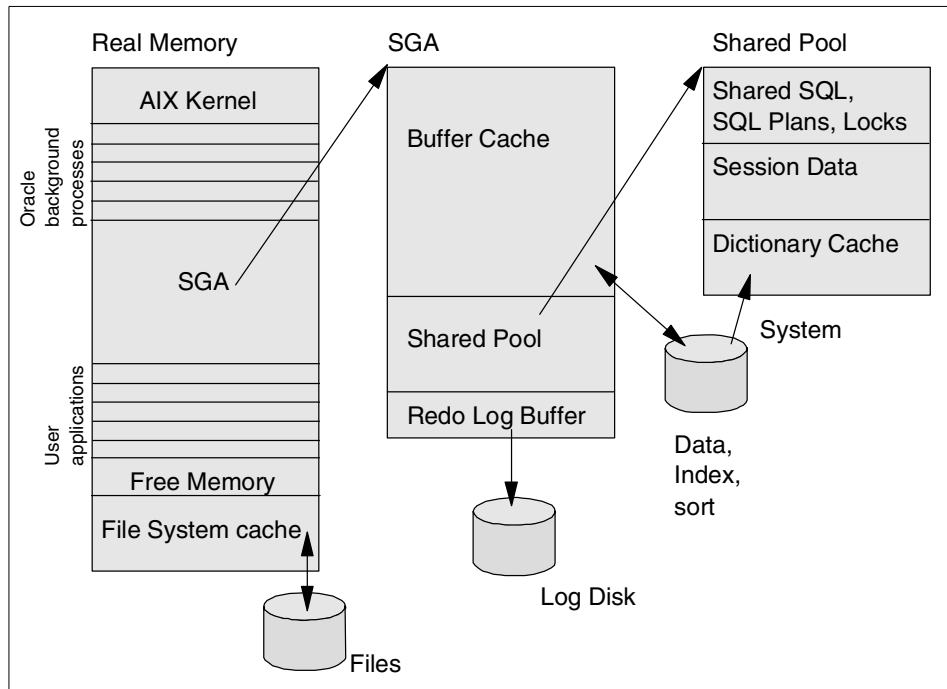 Real Memory
AIX Kernel
Oracle
background
processes
SGA
User
applications
Free Memory
File System cache
Files
SGA
Buffer Cache
Shared Pool
Redo Log Buffer
Log Disk
Shared Pool
Shared SQL,
SQL Plans, Locks
Session Data
Dictionary Cache
System
Data,
Index,
sort